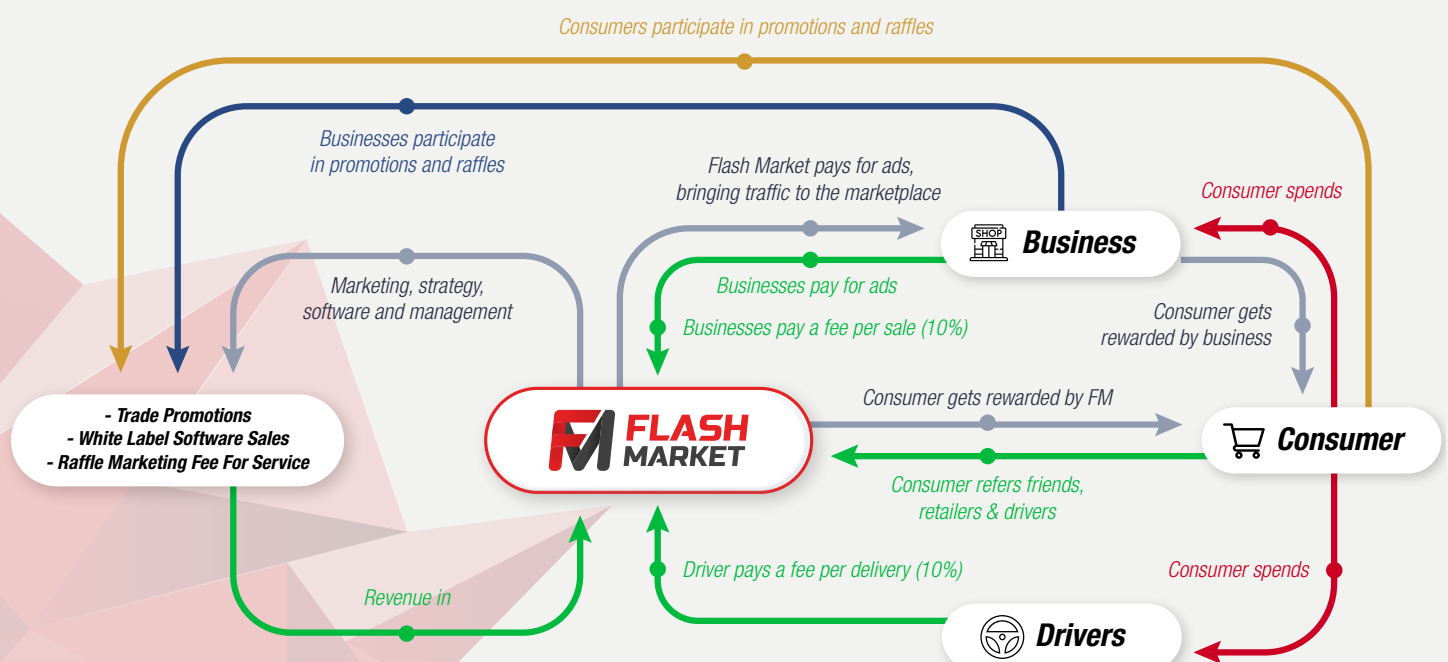 Consumers participate in promotions and raffles
Businesses participate
in promotions and raffles
Flash Market pays for ads,
bringing traffic to the marketplace
Consumer spends
SHOP
Business
Marketing, strategy,
software and management
Businesses pay for ads
Businesses pay a fee per sale (10%)
Consumer gets
rewarded by business
- Trade Promotions
- White Label Software Sales
- Raffle Marketing Fee For Service
FM FLASH
MARKET
Consumer gets rewarded by FM
Consumer
Consumer refers friends,
retailers & drivers
Driver pays a fee per delivery (10%)
Consumer spends
Revenue in
Drivers